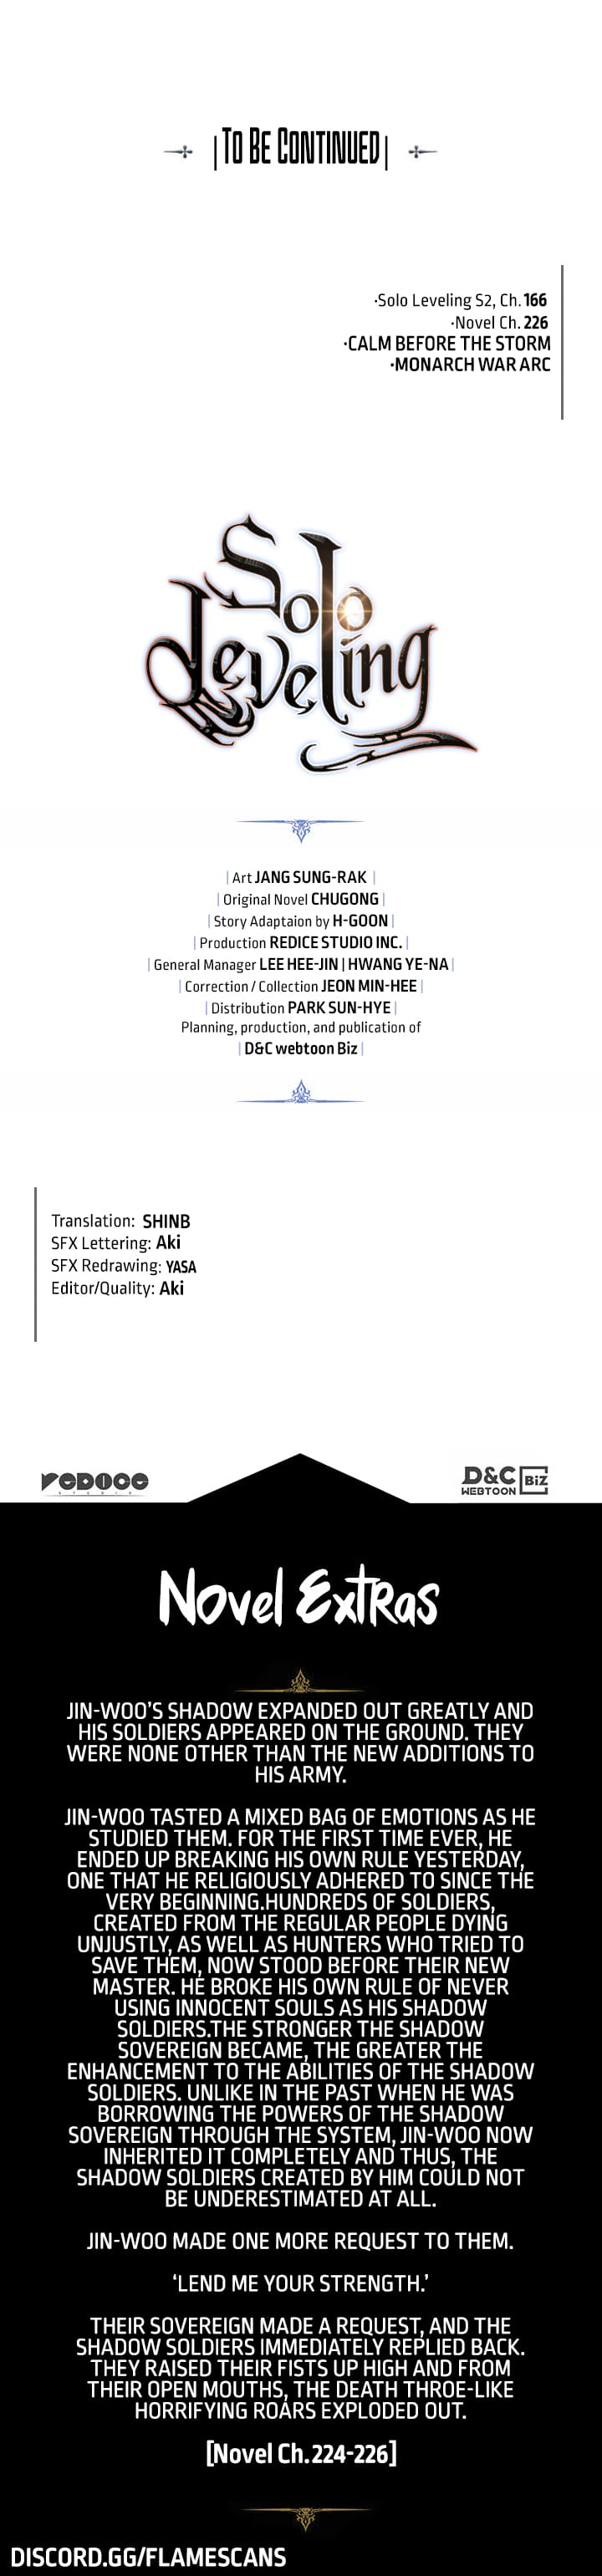 | TO BE CONTINUED |
·Solo Leveling S2, Ch. 166
·Novel Ch. 226
·CALM BEFORE THE STORM
·MONARCH WAR ARC
Solo
Leveling
| Art JANG SUNG-RAK |
| Original Novel CHUGONG |
| Story Adaptaion by H-GOON |
| Production REDICE STUDIO INC. |
| General Manager LEE HEE-JIN | HWANG YE-NA |
| Correction / Collection JEON MIN-HEE |
| Distribution PARK SUN-HYE |
Planning, production, and publication of
| D&C webtoon Biz |
Translation: SHINB
SFX Lettering: Aki
SFX Redrawing: YASA
Editor/Quality: Aki
REDICE
STUDIO
D&C
WEBTOON
BiZ
Novel Extras
JIN-WOO'S SHADOW EXPANDED OUT GREATLY AND
HIS SOLDIERS APPEARED ON THE GROUND. THEY
WERE NONE OTHER THAN THE NEW ADDITIONS TO
HIS ARMY.
JIN-WOO TASTED A MIXED BAG OF EMOTIONS AS HE
STUDIED THEM. FOR THE FIRST TIME EVER, HE
ENDED UP BREAKING HIS OWN RULE YESTERDAY,
ONE THAT HE RELIGIOUSLY ADHERED TO SINCE THE
VERY BEGINNING.HUNDREDS OF SOLDIERS,
CREATED FROM THE REGULAR PEOPLE DYING
UNJUSTLY, AS WELL AS HUNTERS WHO TRIED TO
SAVE THEM, NOW STOOD BEFORE THEIR NEW
MASTER. HE BROKE HIS OWN RULE OF NEVER
USING INNOCENT SOULS AS HIS SHADOW
SOLDIERS.THE STRONGER THE SHADOW
SOVEREIGN BECAME, THE GREATER THE
ENHANCEMENT TO THE ABILITIES OF THE SHADOW
SOLDIERS. UNLIKE IN THE PAST WHEN HE WAS
BORROWING THE POWERS OF THE SHADOW
SOVEREIGN THROUGH THE SYSTEM, JIN-WOO NOW
INHERITED IT COMPLETELY AND THUS, THE
SHADOW SOLDIERS CREATED BY HIM COULD NOT
BE UNDERESTIMATED AT ALL.
JIN-WOO MADE ONE MORE REQUEST TO THEM.
'LEND ME YOUR STRENGTH.'
THEIR SOVEREIGN MADE A REQUEST, AND THE
SHADOW SOLDIERS IMMEDIATELY REPLIED BACK.
THEY RAISED THEIR FISTS UP HIGH AND FROM
THEIR OPEN MOUTHS, THE DEATH THROE-LIKE
HORRIFYING ROARS EXPLODED OUT.
[Novel Ch. 224-226]
DISCORD.GG/FLAMESCANS